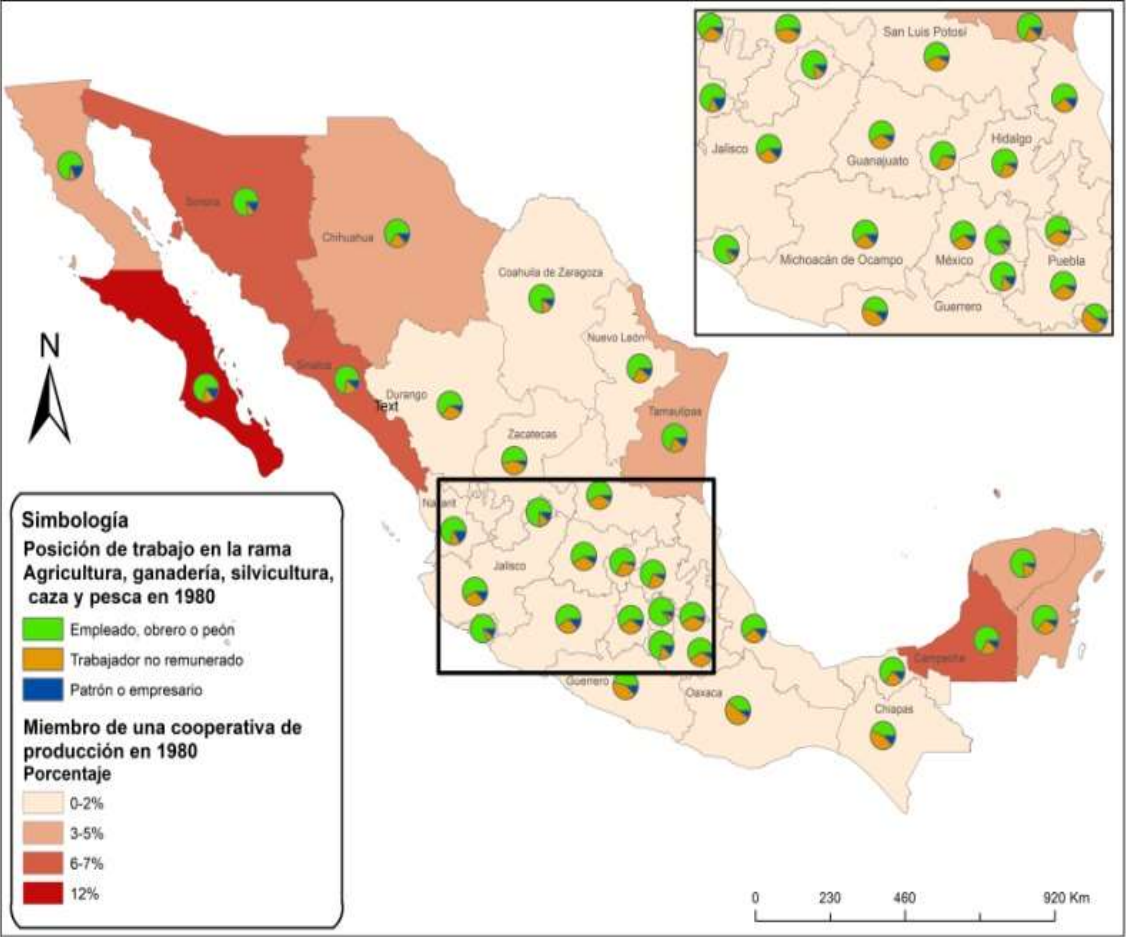 San Luis Potosí
Jalisco
Guanajuato
Hidalgo
Michoacán de Ocampo
México
Puebla
Guerrero
Sonora
Chihuahua
Coahuila de Zaragoza
Nuevo León
Sinaloa
Durango
Text
Tamaulipas
Zacatecas
Nayarit
Jalisco
Guerrero
Oaxaca
Campeche
Chiapas
N
Simbología
Posición de trabajo en la rama
Agricultura, ganadería, silvicultura,
caza y pesca en 1980
Empleado, obrero o peón
Trabajador no remunerado
Patrón o empresario
Miembro de una cooperativa de
producción en 1980
Porcentaje
0-2%
3-5%
6-7%
12%
0 230 460 920 Km